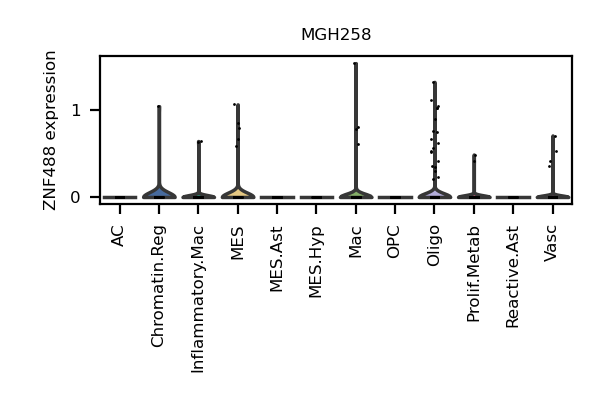 MGH258
ZNF488 expression
1
0
AC
Chromatin.Reg
Inflammatory.Mac
MES
MES.Ast
MES.Hyp
Mac
OPC
Oligo
Prolif.Metab
Reactive.Ast
Vasc